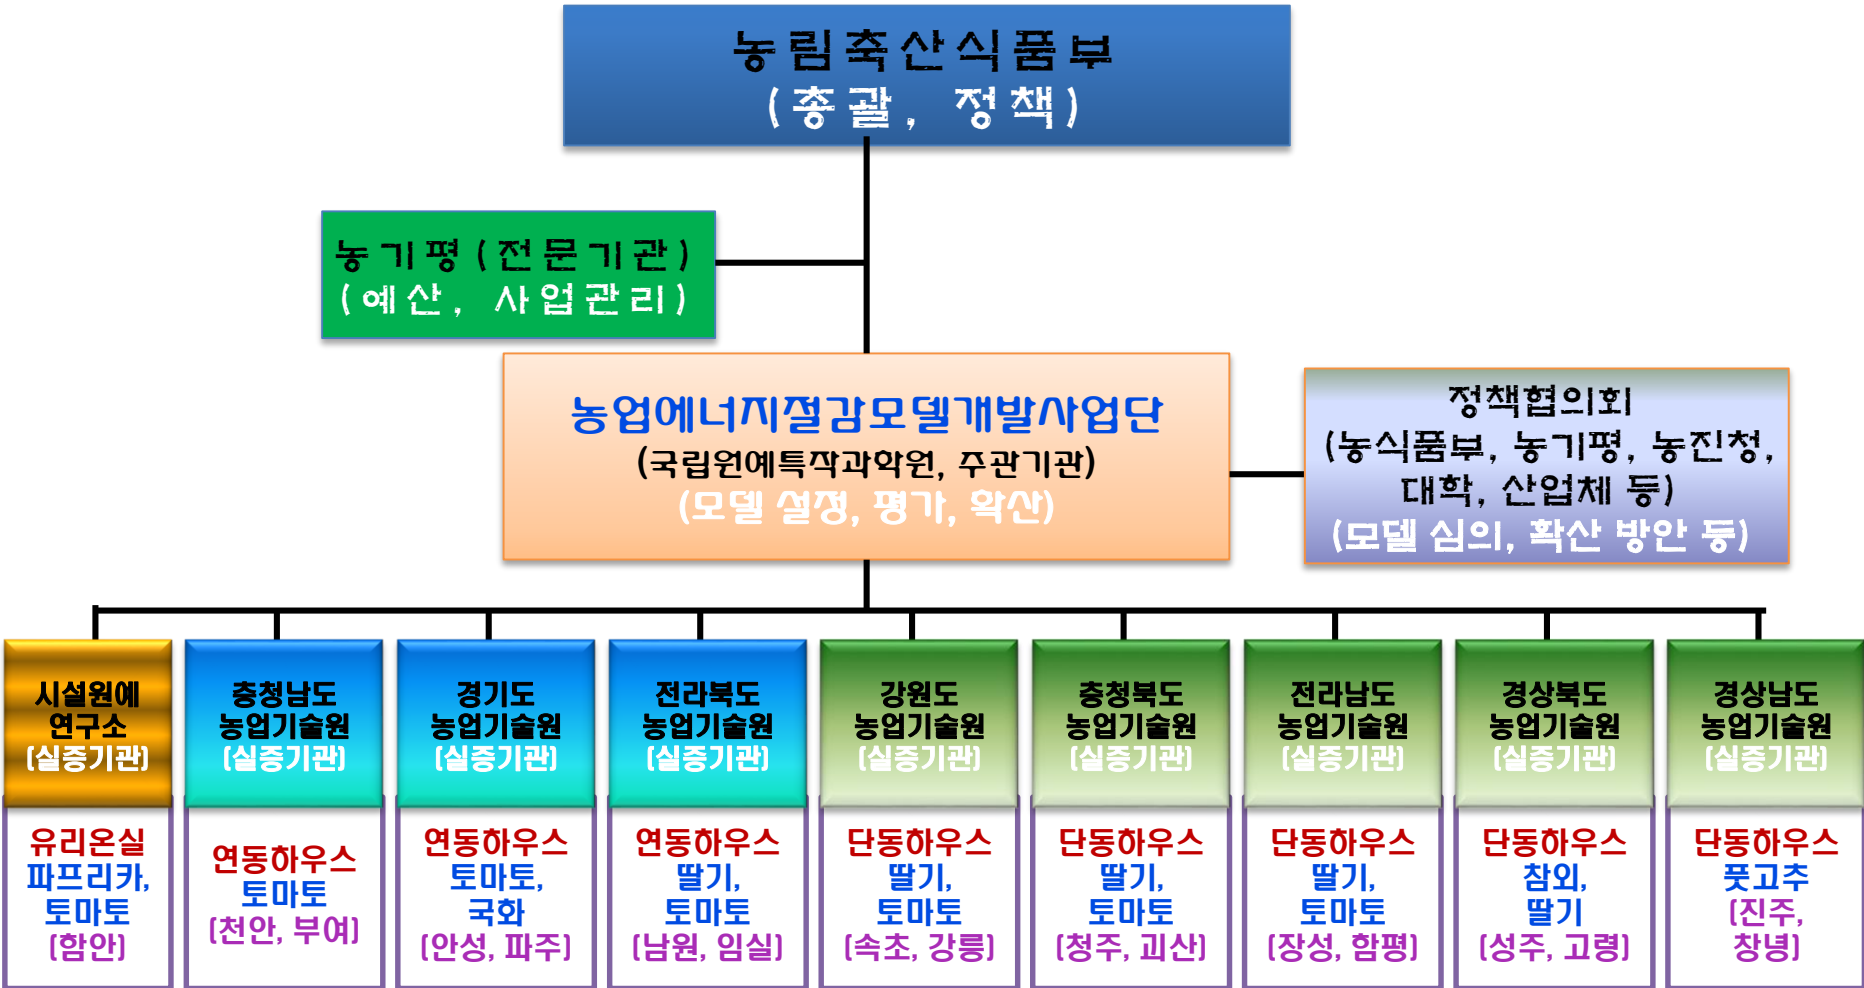 농림축산식품부
(총괄, 정책)
농기평(전문기관)
(예산, 사업관리)
농업에너지절감모델개발사업단
(국립원예특작과학원, 주관기관)
(모델 설정, 평가, 확산)
정책협의회
(농식품부, 농기평, 농진청,
대학, 산업체 등)
(모델 심의, 확산 방안 등)
시설원예
연구소
(실증기관)
유리온실
파프리카,
토마토
(함안)
충청남도
농업기술원
(실증기관)
연동하우스
토마토
(천안, 부여)
경기도
농업기술원
(실증기관)
연동하우스
토마토,
국화
(안성, 파주)
전라북도
농업기술원
(실증기관)
연동하우스
딸기,
토마토
(남원, 임실)
강원도
농업기술원
(실증기관)
단동하우스
딸기,
토마토
(속초, 강릉)
충청북도
농업기술원
(실증기관)
단동하우스
딸기,
토마토
(청주, 괴산)
전라남도
농업기술원
(실증기관)
단동하우스
딸기,
토마토
(장성, 함평)
경상북도
농업기술원
(실증기관)
단동하우스
참외,
딸기
(성주, 고령)
경상남도
농업기술원
(실증기관)
단동하우스
풋고추
(진주,
창녕)